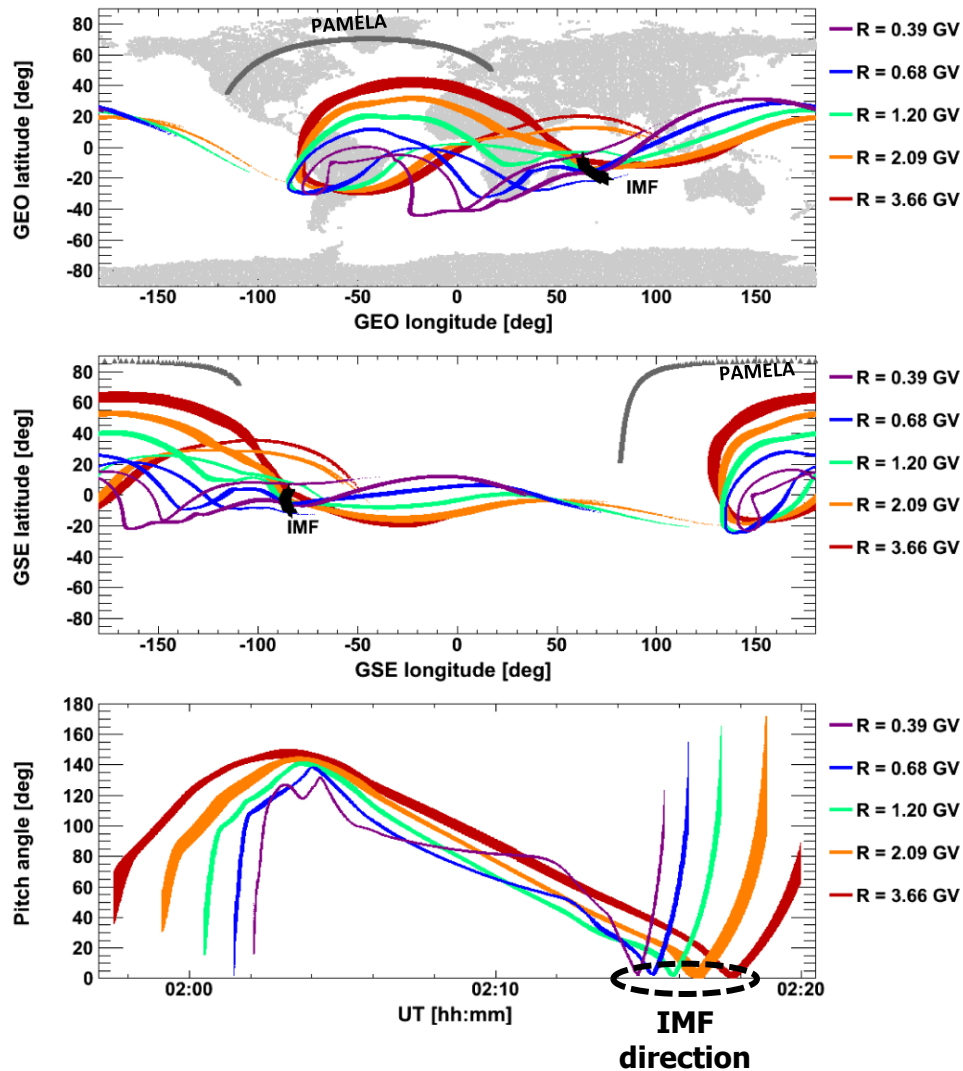 80
60
40
20
0
-20
-40
-60
-80
GEO latitude [deg]
PAMELA
IMF
-150 -100 -50 0 50 100 150
GEO longitude [deg]
R = 0.39 GV
R = 0.68 GV
R = 1.20 GV
R = 2.09 GV
R = 3.66 GV
80
60
40
20
0
-20
-40
-60
-80
GSE latitude [deg]
PAMELA
IMF
-150 -100 -50 0 50 100 150
GSE longitude [deg]
R = 0.39 GV
R = 0.68 GV
R = 1.20 GV
R = 2.09 GV
R = 3.66 GV
180
160
140
120
100
80
60
40
20
0
Pitch angle [deg]
02:00 02:10 02:20
UT [hh:mm]
IMF
direction
R = 0.39 GV
R = 0.68 GV
R = 1.20 GV
R = 2.09 GV
R = 3.66 GV